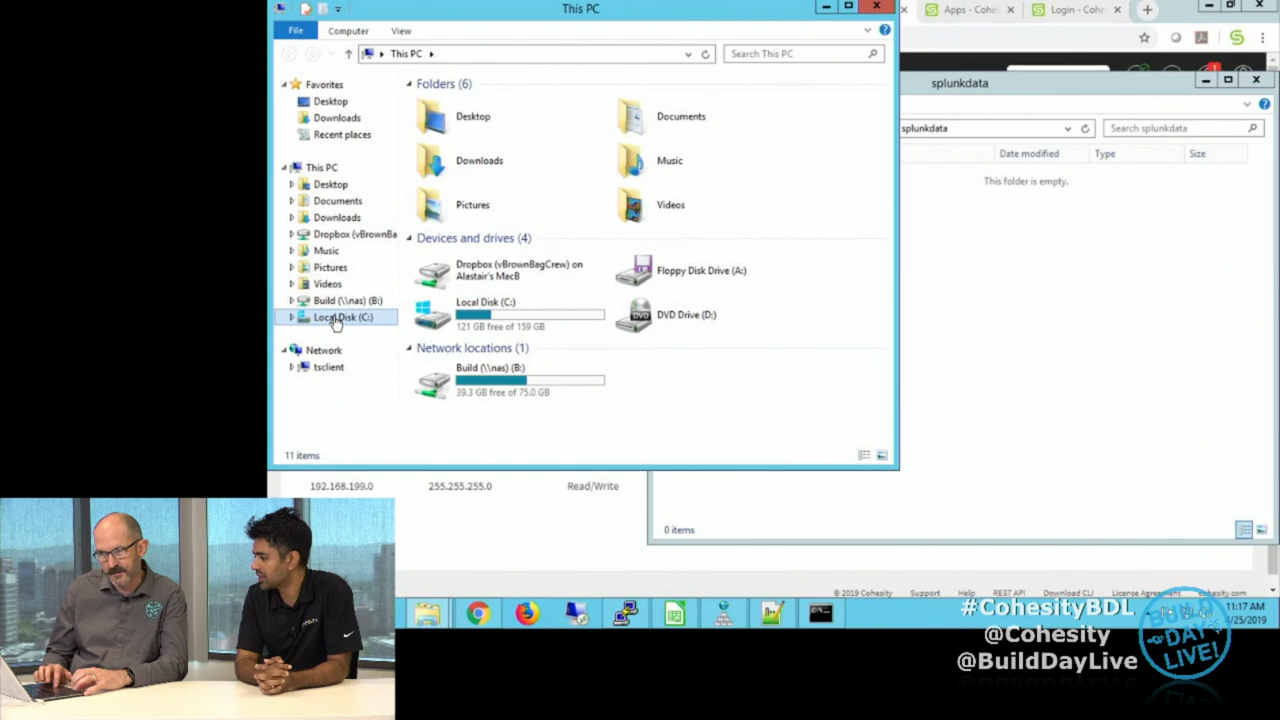 This PC
File
Computer
View
This PC
Search This PC
Favorites
Desktop
Downloads
Recent places
This PC
Desktop
Documents
Downloads
Dropbox (vBrownBa
Music
Pictures
Videos
Build (\\nas) (B:)
Local Disk (C:)
Network
tsclient
Folders (6)
Desktop
Documents
Downloads
Music
Pictures
Videos
Devices and drives (4)
Dropbox (vBrownBagCrew) on
Alastair's MacB
Floppy Disk Drive (A:)
Local Disk (C:)
121 GB free of 159 GB
DVD
DVD Drive (D:)
Network locations (1)
Build (\\nas) (B:)
39.3 GB free of 75.0 GB
11 items
Apps - Cohes
Login - Cohe
splunkdata
splunkdata
Search splunkdata
Date modified
Type
Size
This folder is empty.
0 items
192.168.199.0
255.255.255.0
Read/Write
© 2019 Cohesity
Support
Help
REST API
Download CLI
License Agreement
cohesity.com
11:17 AM
/25/2019
#CohesityBDL
@Cohesity
@BuildDayLive
BUILD
DAY
LIVE!